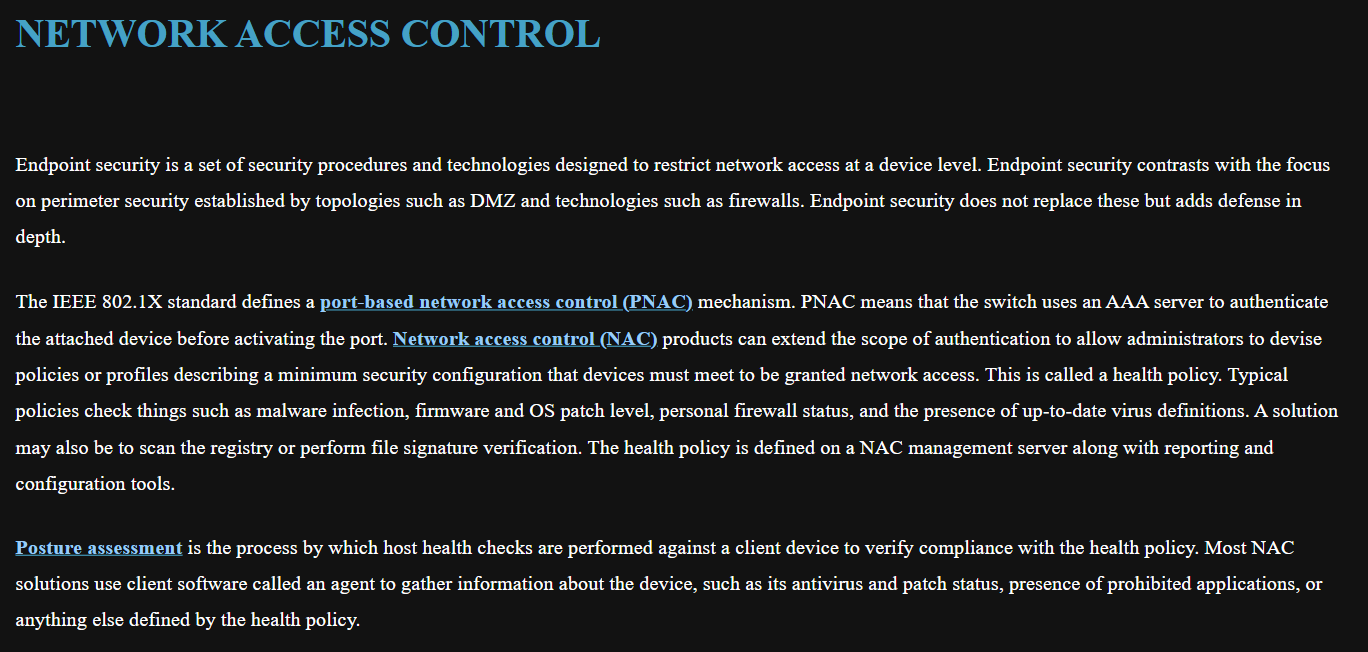 NETWORK ACCESS CONTROL
Endpoint security is a set of security procedures and technologies designed to restrict network access at a device level. Endpoint security contrasts with the focus
on perimeter security established by topologies such as DMZ and technologies such as firewalls. Endpoint security does not replace these but adds defense in
depth.
The IEEE 802.1X standard defines a port-based network access control (PNAC) mechanism. PNAC means that the switch uses an AAA server to authenticate
the attached device before activating the port. Network access control (NAC) products can extend the scope of authentication to allow administrators to devise
policies or profiles describing a minimum security configuration that devices must meet to be granted network access. This is called a health policy. Typical
policies check things such as malware infection, firmware and OS patch level, personal firewall status, and the presence of up-to-date virus definitions. A solution
may also be to scan the registry or perform file signature verification. The health policy is defined on a NAC management server along with reporting and
configuration tools.
Posture assessment is the process by which host health checks are performed against a client device to verify compliance with the health policy. Most NAC
solutions use client software called an agent to gather information about the device, such as its antivirus and patch status, presence of prohibited applications, or
anything else defined by the health policy.